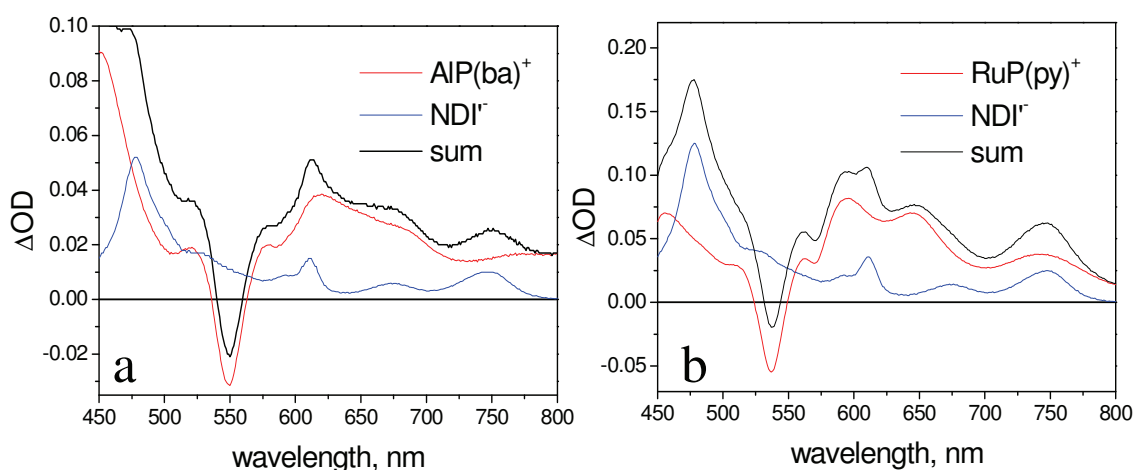 0.10
0.08
0.06
0.04
0.02
0.00
-0.02
ΔOD
AlP(ba)+
NDI'-
sum
a
450 500 550 600 650 700 750 800
wavelength, nm
0.20
0.15
0.10
0.05
0.00
-0.05
ΔOD
RuP(py)+
NDI'-
sum
b
450 500 550 600 650 700 750 800
wavelength, nm